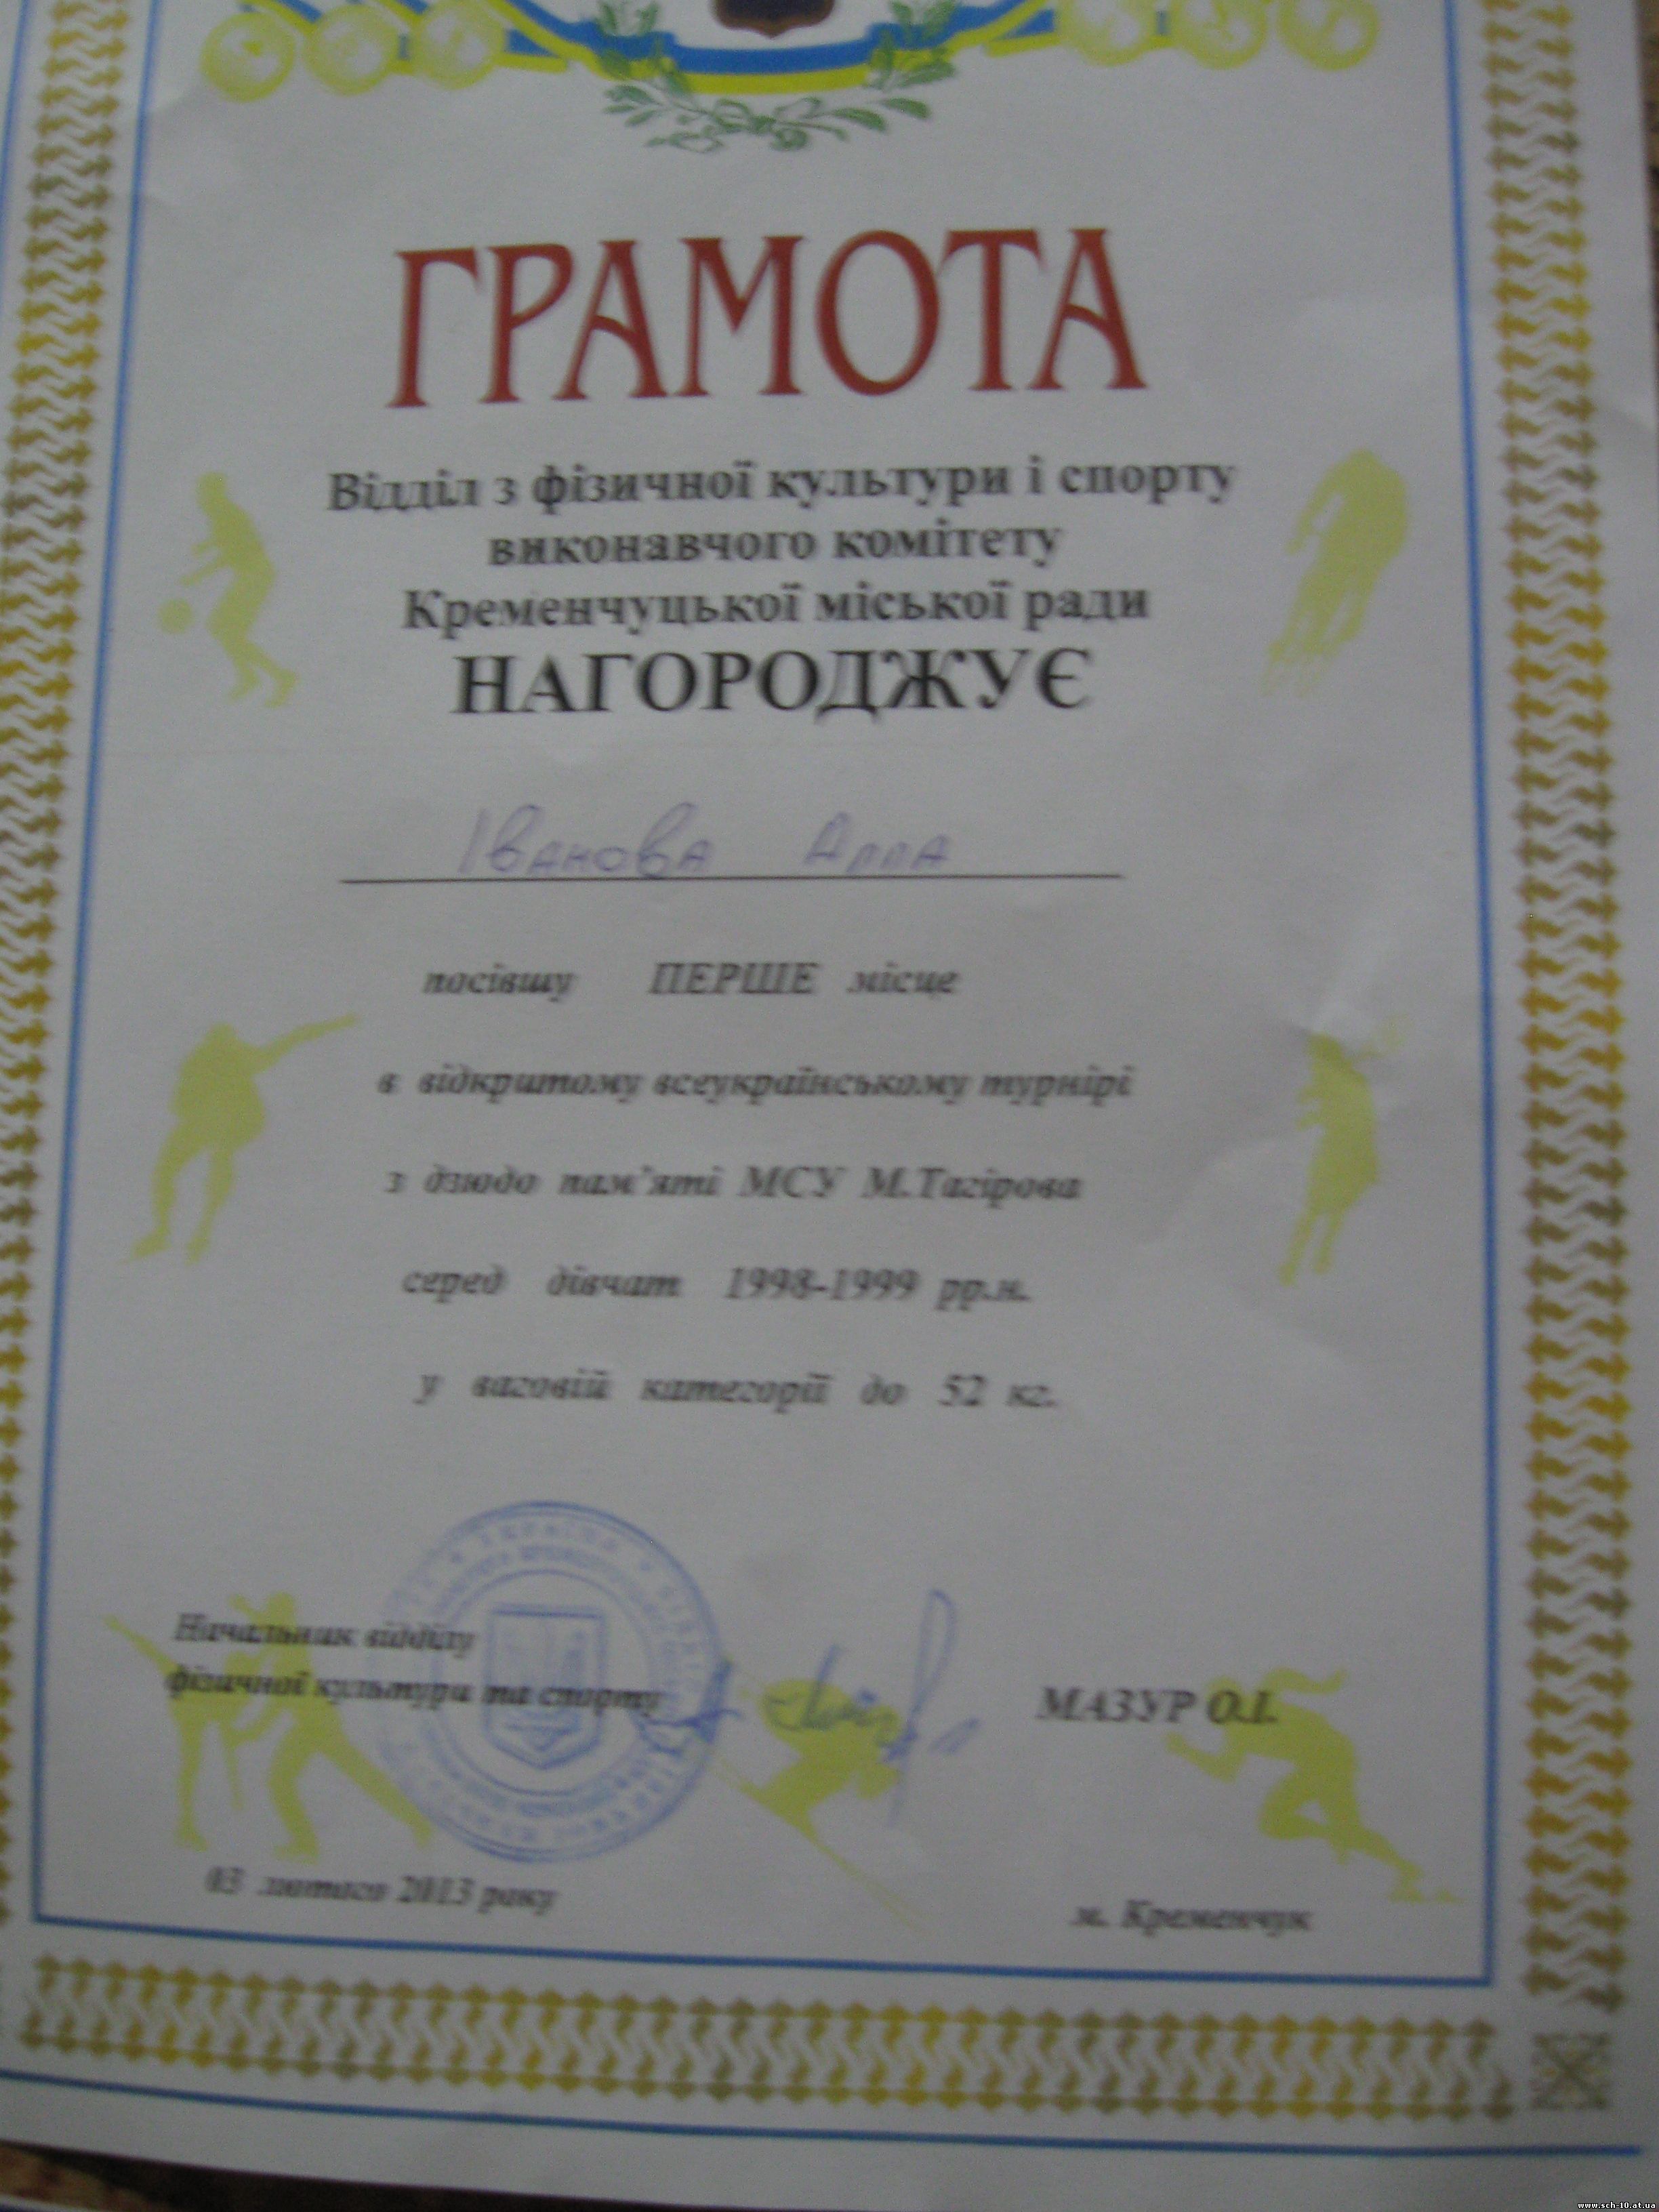 ГРАМОТА
Відділ з фізичної культури і спорту
виконавчого комітету
Кременчуцької міської ради
НАГОРОДЖУЄ
Іванова Алла
посівшу ПЕРШЕ місце
в відкритому всеукраїнському турнірі
з дзюдо пам'яті МСУ М.Тагірова
серед дівчат 1998-1999 рр.н.
у ваговій категорії до 52 кг.
УКРАЇНА
Начальник відділу
фізичної культури та спорту
МАЗУР О.І.
03 лютого 2013 року
м. Кременчук
www.sch-10.at.ua